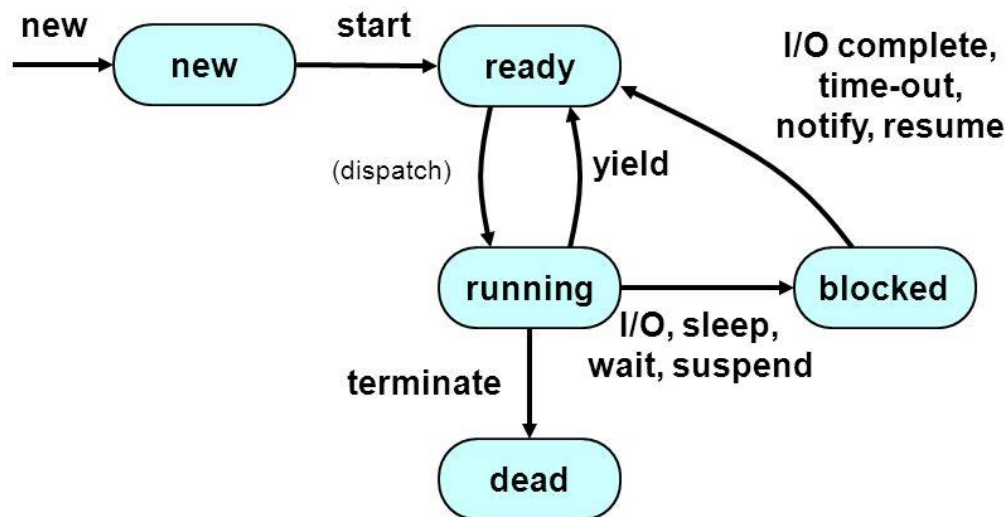 new
start
new
ready
I/O complete,
time-out,
notify, resume
(dispatch)
yield
running
blocked
I/O, sleep,
wait, suspend
terminate
dead